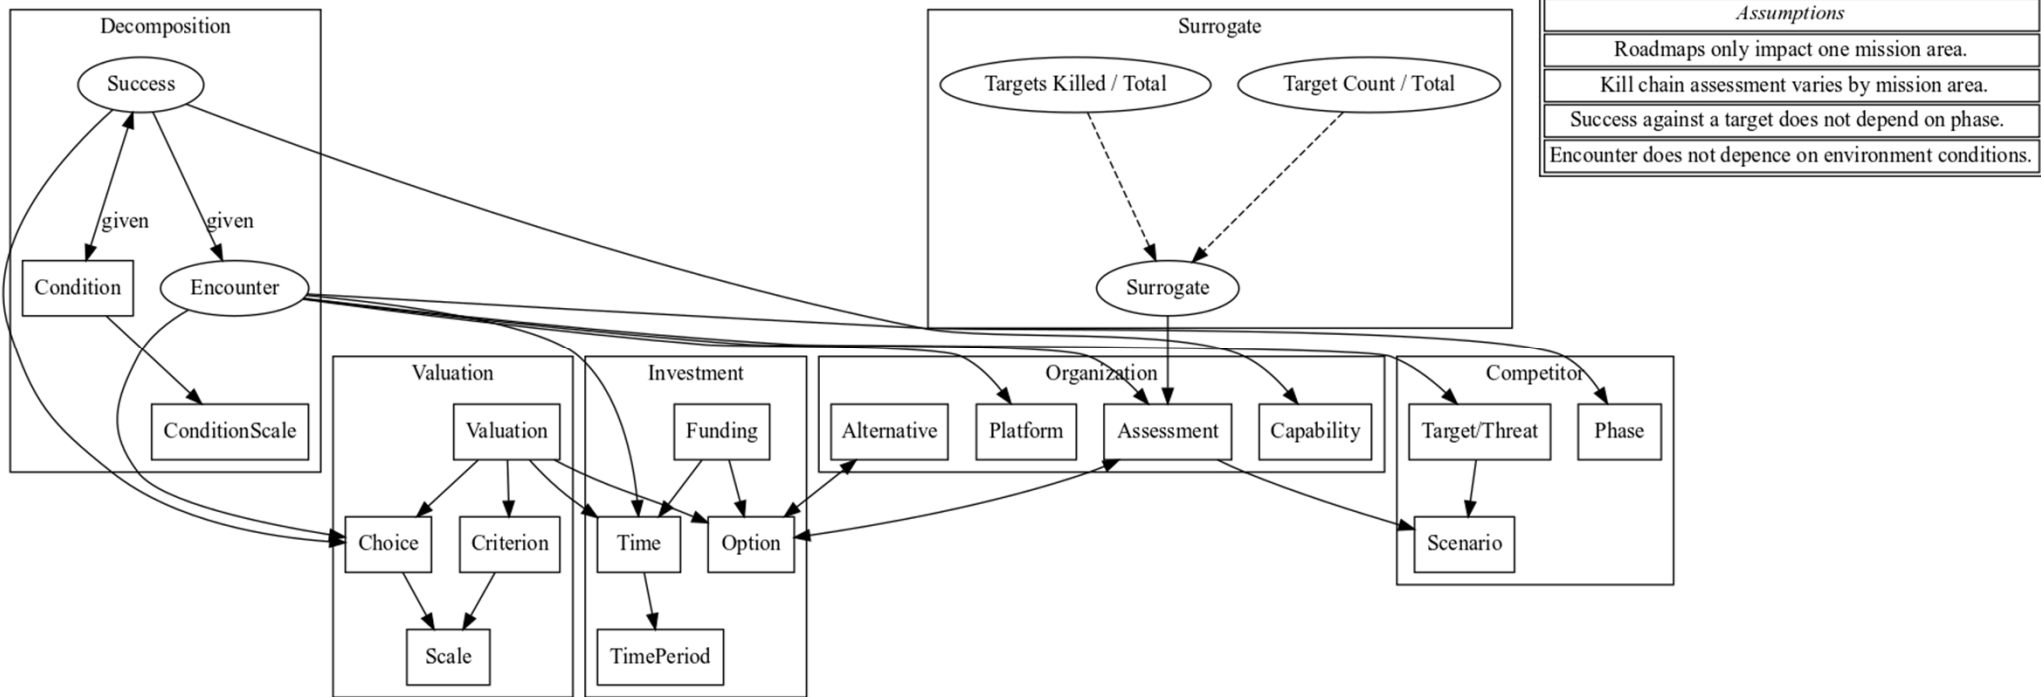 Decomposition
Success
given
given
Condition
Encounter
ConditionScale
Surrogate
Targets Killed / Total
Target Count / Total
Surrogate
Assumptions
Roadmaps only impact one mission area.
Kill chain assessment varies by mission area.
Success against a target does not depend on phase.
Encounter does not depence on environment conditions.
Valuation
Valuation
Choice
Criterion
Scale
Investment
Funding
Time
Option
TimePeriod
Organization
Alternative
Platform
Assessment
Capability
Competitor
Target/Threat
Phase
Scenario